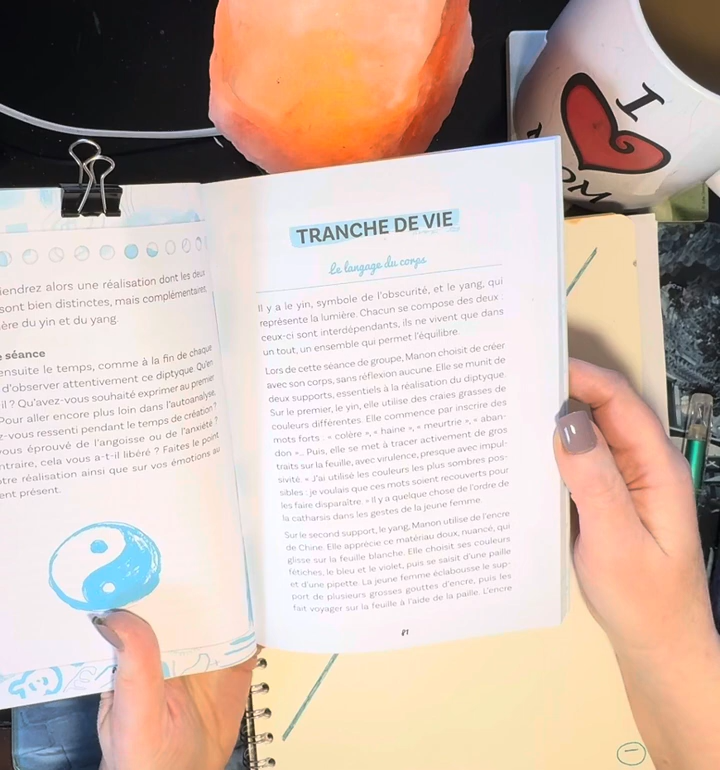 iendrez alors une réalisation dont les deux
sont bien distinctes, mais complémentaires
ère du yin et du yang.
e séance
ensuite le temps, comme à la fin de chaque
d'observer attentivement ce diptyque. Qu'en
il ? Qu'avez-vous souhaité exprimer au premier
Pour aller encore plus loin dans l'autoanalyse,
z-vous ressenti pendant le temps de création ?
vous éprouvé de l'angoisse ou de l'anxiété ?
ntraire, cela vous a-t-il libéré ? Faites le point
otre réalisation ainsi que sur vos émotions au
ent présent.
TRANCHE DE VIE
Le langage du corps
Il y a le yin, symbole de l'obscurité, et le yang, qui
représente la lumière. Chacun se compose des deux :
ceux-ci sont interdépendants, ils ne vivent que dans
un tout, un ensemble qui permet l'équilibre.
Lors de cette séance de groupe, Manon choisit de créer
avec son corps, sans réflexion aucune. Elle se munit de
deux supports, essentiels à la réalisation du diptyque.
Sur le premier, le yin, elle utilise des craies grasses de
couleurs différentes. Elle commence par inscrire des
mots forts : « colère », « haine », « meurtrie », « aban-
don »... Puis, elle se met à tracer activement de gros
traits sur la feuille, avec virulence, presque avec impul-
sivité. « J'ai utilisé les couleurs les plus sombres pos-
sibles : je voulais que ces mots soient recouverts pour
les faire disparaître. » Il y a quelque chose de l'ordre de
la catharsis dans les gestes de la jeune femme.
Sur le second support, le yang, Manon utilise de l'encre
de Chine. Elle apprécie ce matériau doux, nuancé, qui
glisse sur la feuille blanche. Elle choisit ses couleurs
fétiches, le bleu et le violet, puis se saisit d'une paille
et d'une pipette. La jeune femme éclabousse le sup-
port de plusieurs grosses gouttes d'encre, puis les
fait voyager sur la feuille à l'aide de la paille. L'encre
81
I
OM